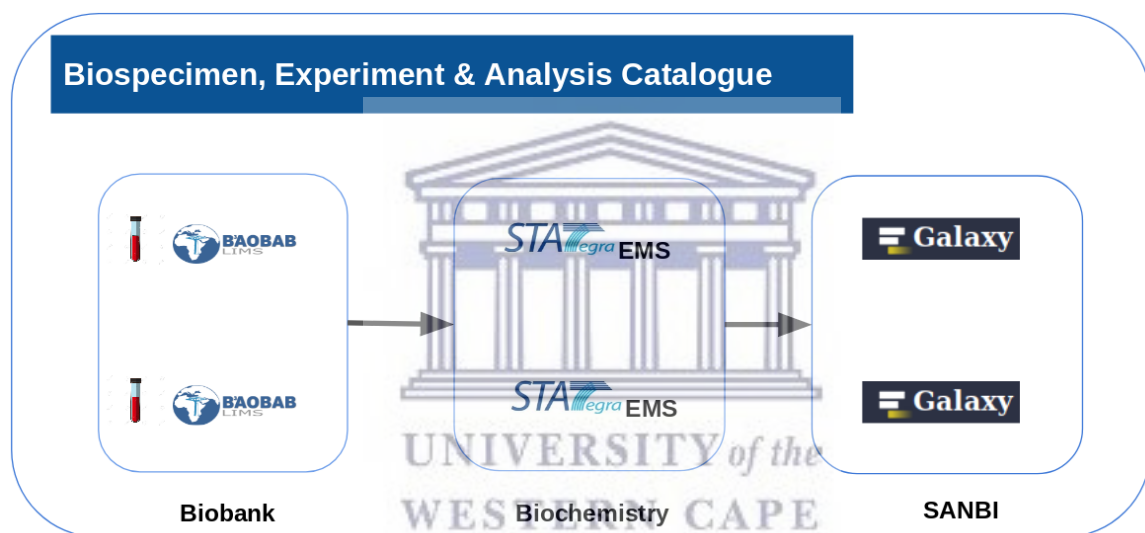 Biospecimen, Experiment & Analysis Catalogue
BAOBAB
LIMS
STATegra EMS
Galaxy
BAOBAB
LIMS
STATegra EMS
Galaxy
UNIVERSITY of the
WESTERN CAPE
Biobank
Biochemistry
SANBI